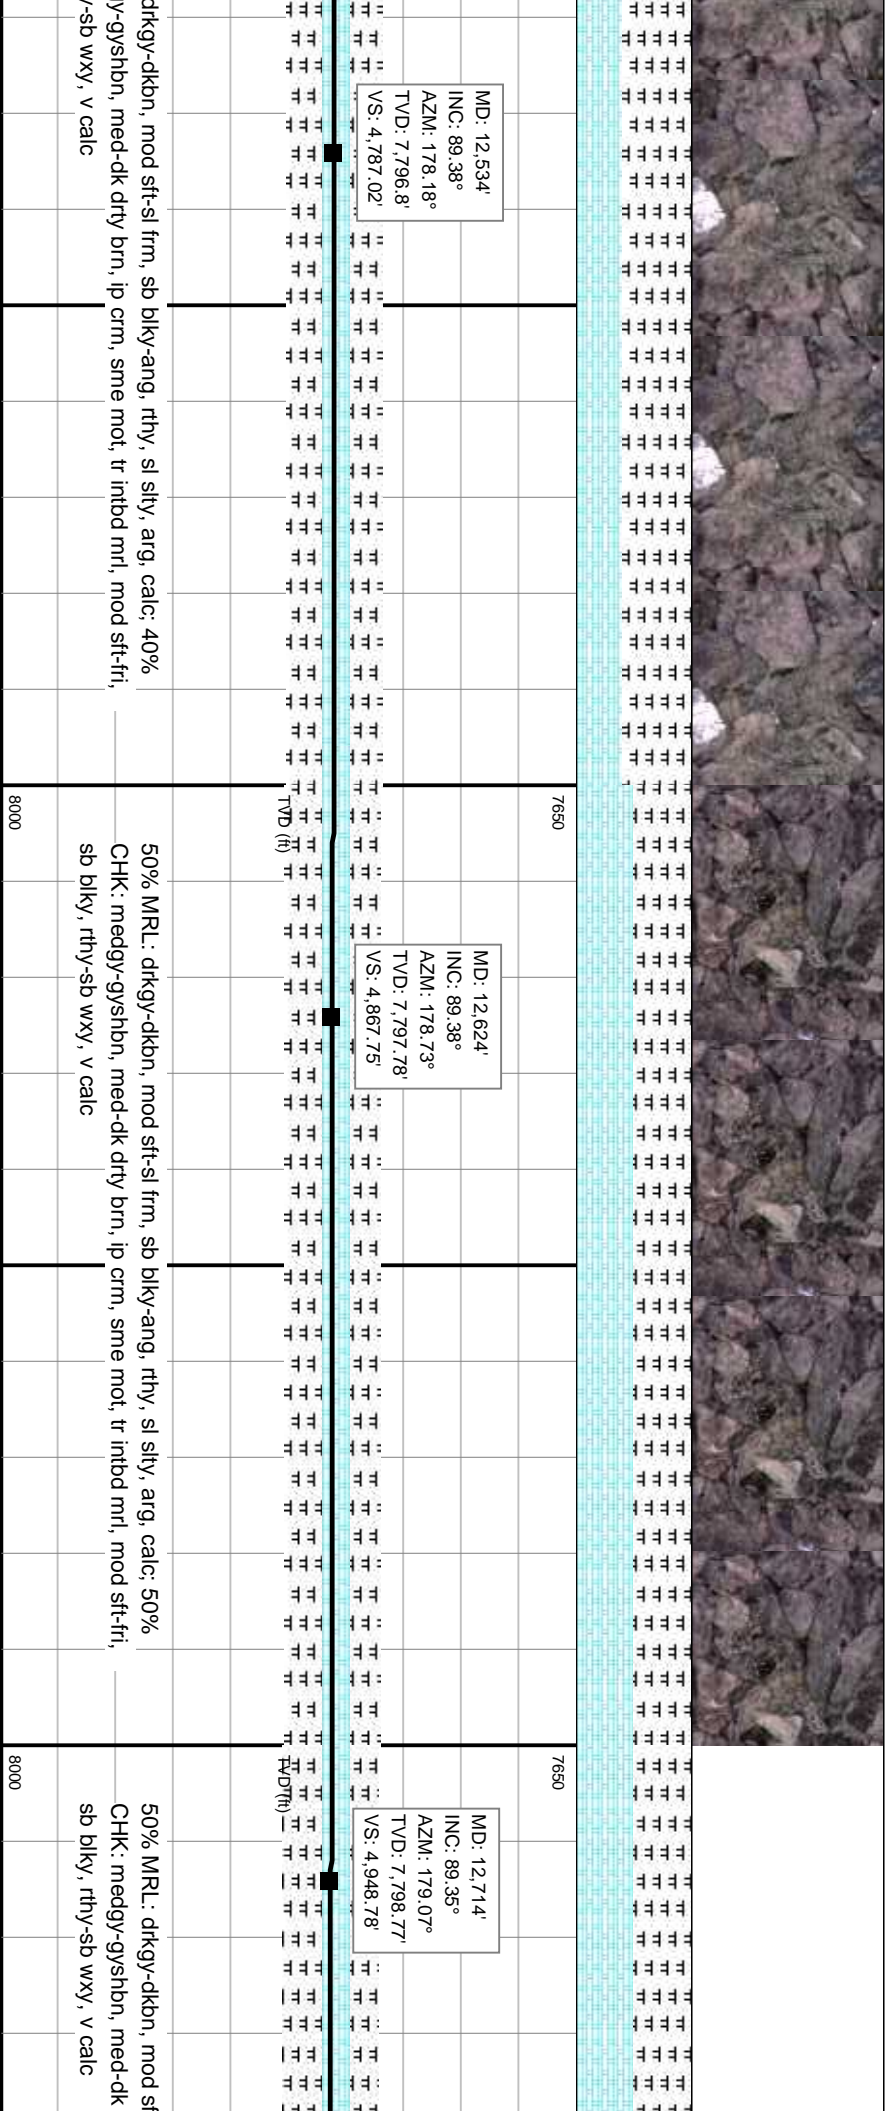 MD: 12,534'
INC: 89.38°
AZM: 178.18°
TVD: 7,796.8'
VS: 4,787.02'
drkgy-dkbn, mod sft-sl frm, sb blky-ang, rthy, sl slty, arg, calc; 40%
gy-gyshbn, med-dk drty brn, ip crm, sme mot, tr intbd mrl, mod sft-fri,
y-sb wxy, v calc
7650
TVD (ft)
8000
MD: 12,624'
INC: 89.38°
AZM: 178.73°
TVD: 7,797.78'
VS: 4,867.75'
50% MRL: drkgy-dkbn, mod sft-sl frm, sb blky-ang, rthy, sl slty, arg, calc; 50%
CHK: medgy-gyshbn, med-dk drty brn, ip crm, sme mot, tr intbd mrl, mod sft-fri,
sb blky, rthy-sb wxy, v calc
7650
TVD (ft)
8000
MD: 12,714'
INC: 89.35°
AZM: 179.07°
TVD: 7,798.77'
VS: 4,948.78'
50% MRL: drkgy-dkbn, mod sf
CHK: medgy-gyshbn, med-dk
sb blky, rthy-sb wxy, v calc